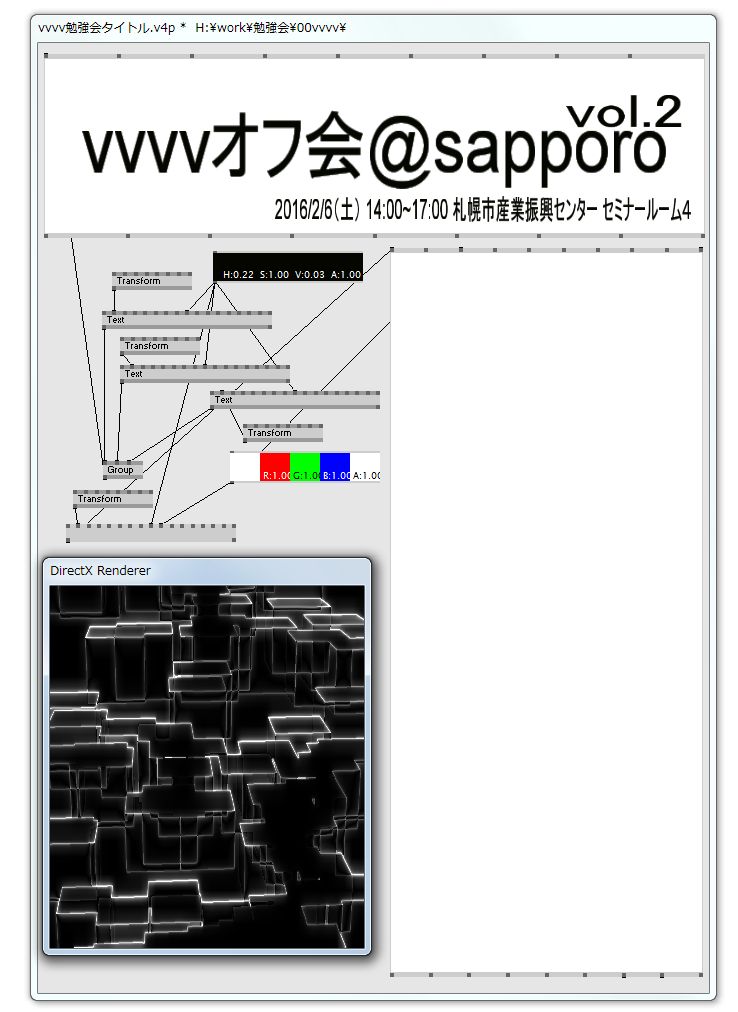 vvvv勉強会タイトル.v4p *  H:¥work¥勉強会¥00vvvv¥
vol.2
vvvvオフ会@sapporo
2016/2/6(土) 14:00~17:00 札幌市産業振興センター セミナールーム4
H:0.22 S:1.00 V:0.03 A:1.00
Transform
Text
Transform
Text
Text
Transform
R:1.00 G:1.00 B:1.00 A:1.00
Group
Transform
DirectX Renderer